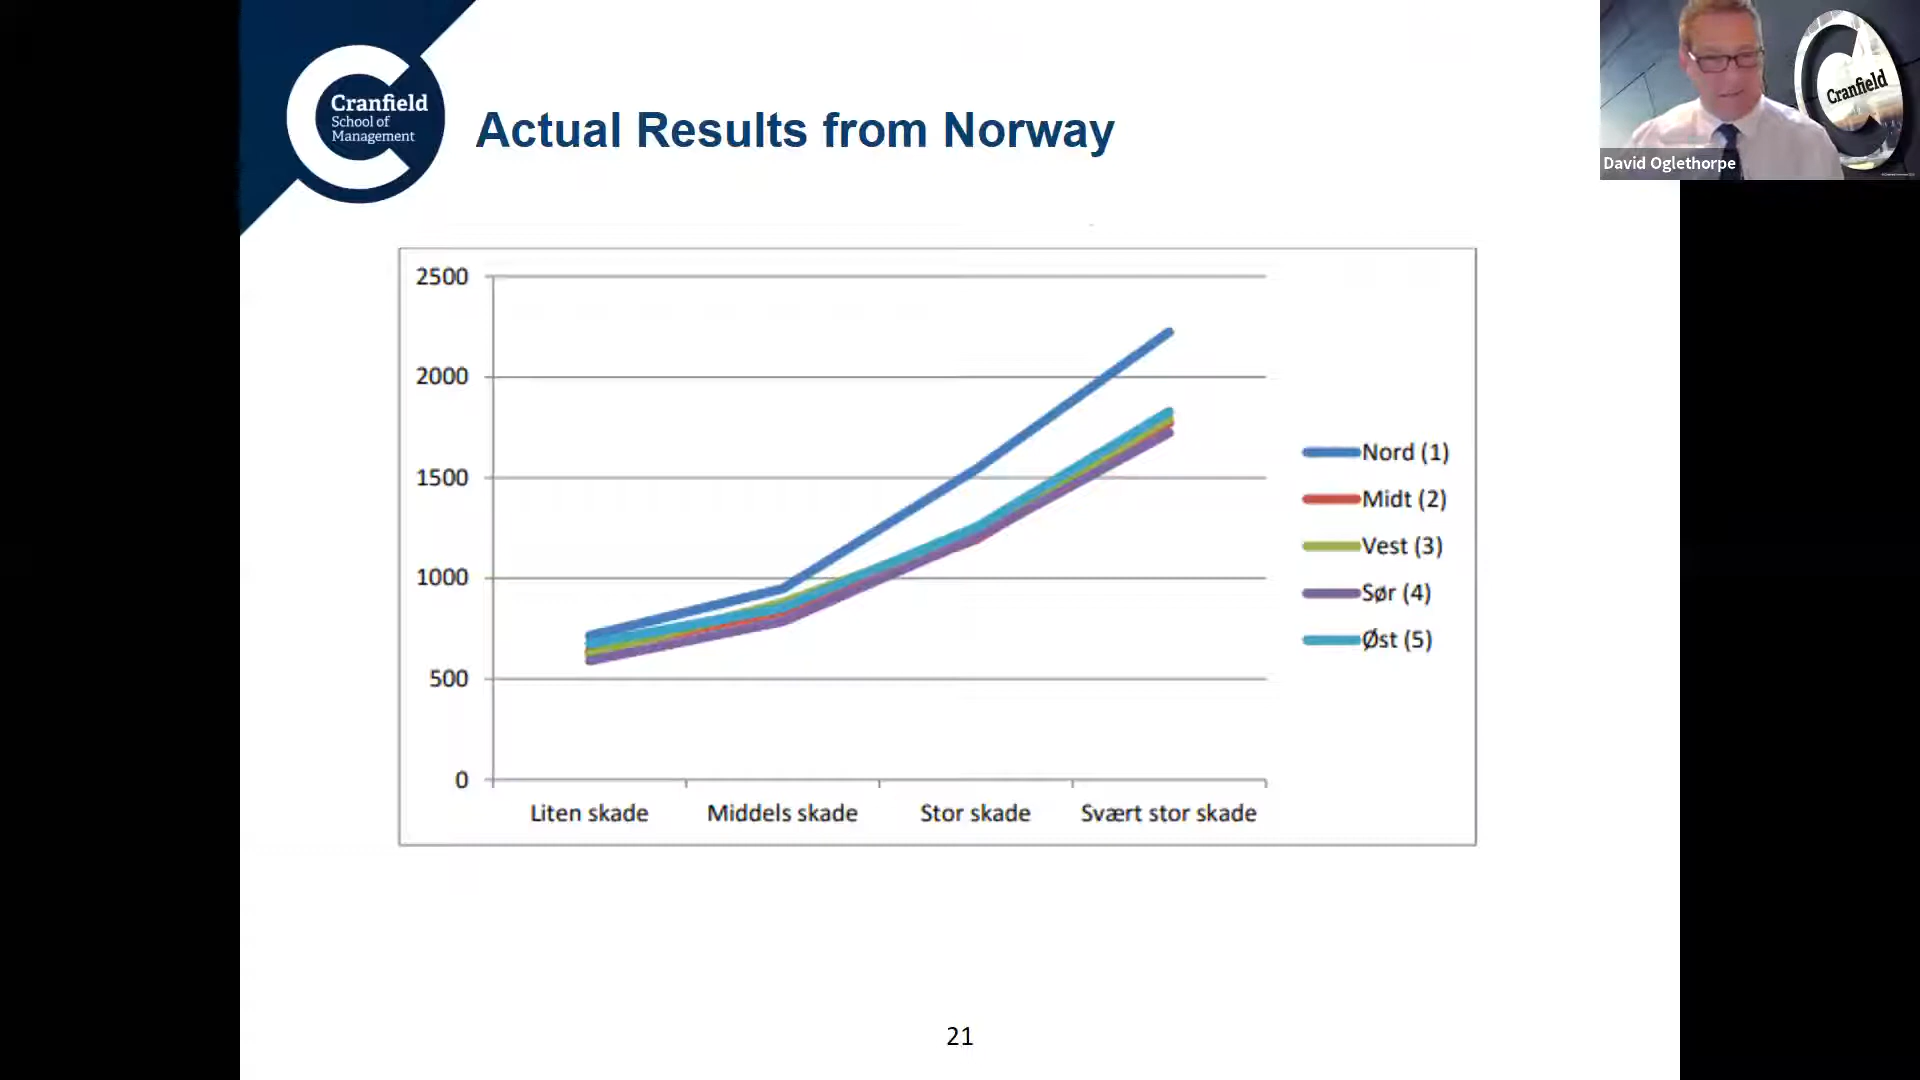 Cranfield
School of
Management
Actual Results from Norway
Cranfield
David Oglethorpe
2500
2000
1500
1000
500
0
Liten skade
Middels skade
Stor skade
Svært stor skade
Nord (1)
Midt (2)
Vest (3)
Sør (4)
Øst (5)
21